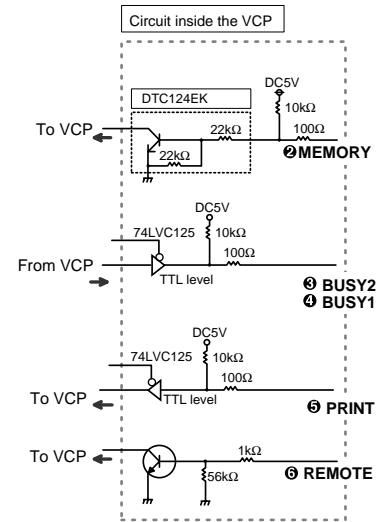 Circuit inside the VCP
DC5V
DTC124EK
10kΩ
To VCP
22kΩ
100Ω
22kΩ
❷MEMORY
DC5V
74LVC125
10kΩ
100Ω
From VCP
TTL level
❸ BUSY2
❹ BUSY1
DC5V
74LVC125
10kΩ
100Ω
To VCP
TTL level
❺ PRINT
To VCP
1kΩ
56kΩ
❻ REMOTE